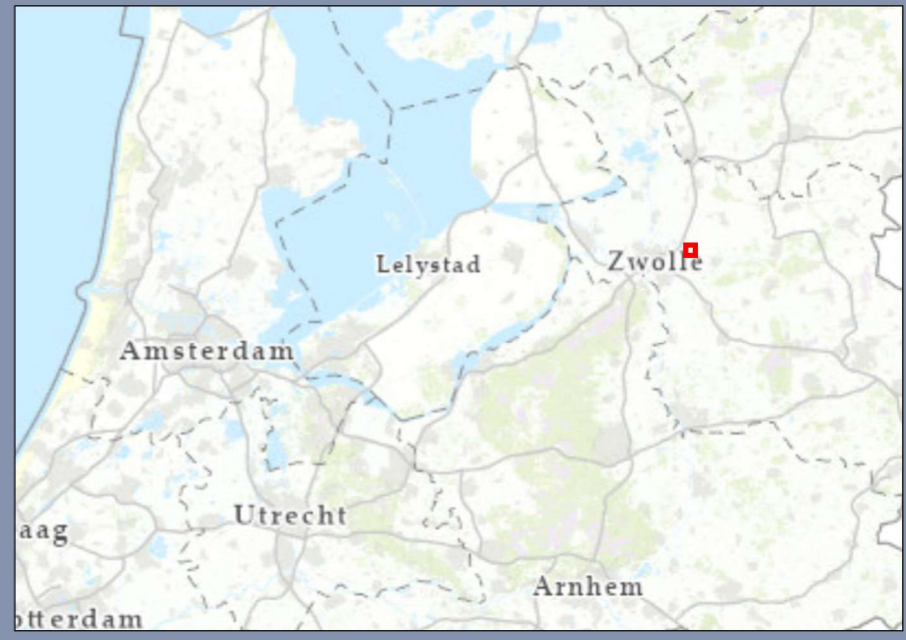 Lelystad
Zwolle
Amsterdam
Utrecht
aag
Arnhem
otterdam